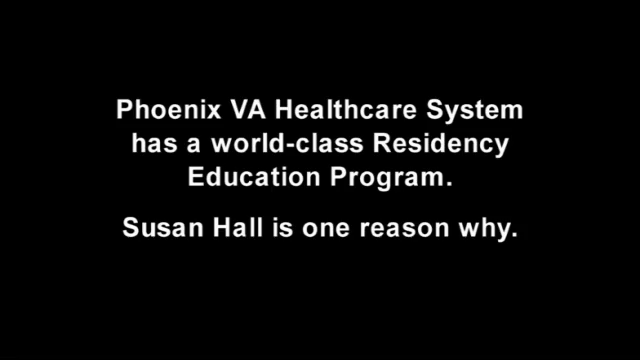 Phoenix VA Healthcare System
has a world-class Residency
Education Program.
Susan Hall is one reason why.